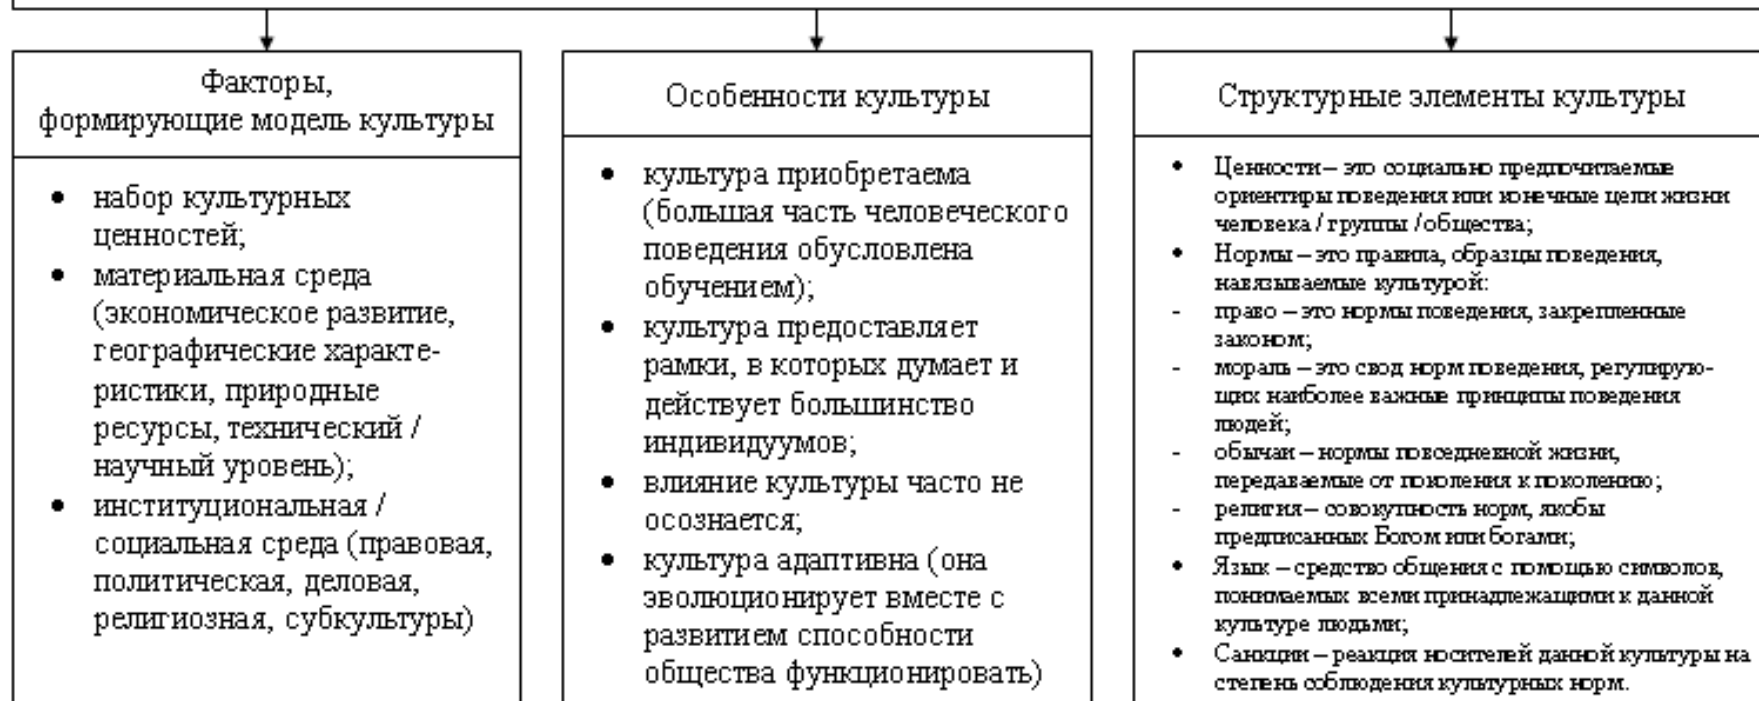 Факторы,
формирующие модель культуры
• набор культурных
ценностей;
• материальная среда
(экономическое развитие,
географические характе-
ристики, природные
ресурсы, технический /
научный уровень);
• институциональная /
социальная среда (правовая,
политическая, деловая,
религиозная, субкультуры)
Особенности культуры
• культура приобретаема
(большая часть человеческого
поведения обусловлена
обучением);
• культура предоставляет
рамки, в которых думает и
действует большинство
индивидуумов;
• влияние культуры часто не
осознается;
• культура адаптивна (она
эволюционирует вместе с
развитием способности
общества функционировать)
Структурные элементы культуры
• Ценности – это социально предпочитаемые
ориентиры поведения или конечные цели жизни
человека / группы / общества;
• Нормы – это правила, образцы поведения,
навязываемые культурой:
- право – это нормы поведения, закрепленные
законом;
- мораль – это свод норм поведения, регулирую-
щих наиболее важные принципы поведения
людей;
- обычаи – нормы повседневной жизни,
передаваемые от поколения к поколению;
- религия – совокупность норм, якобы
предписанных Богом или богами;
• Язык – средство общения с помощью символов,
понимаемых всеми принадлежащими к данной
культуре людьми;
• Санкции – реакция носителей данной культуры на
степень соблюдения культурных норм.